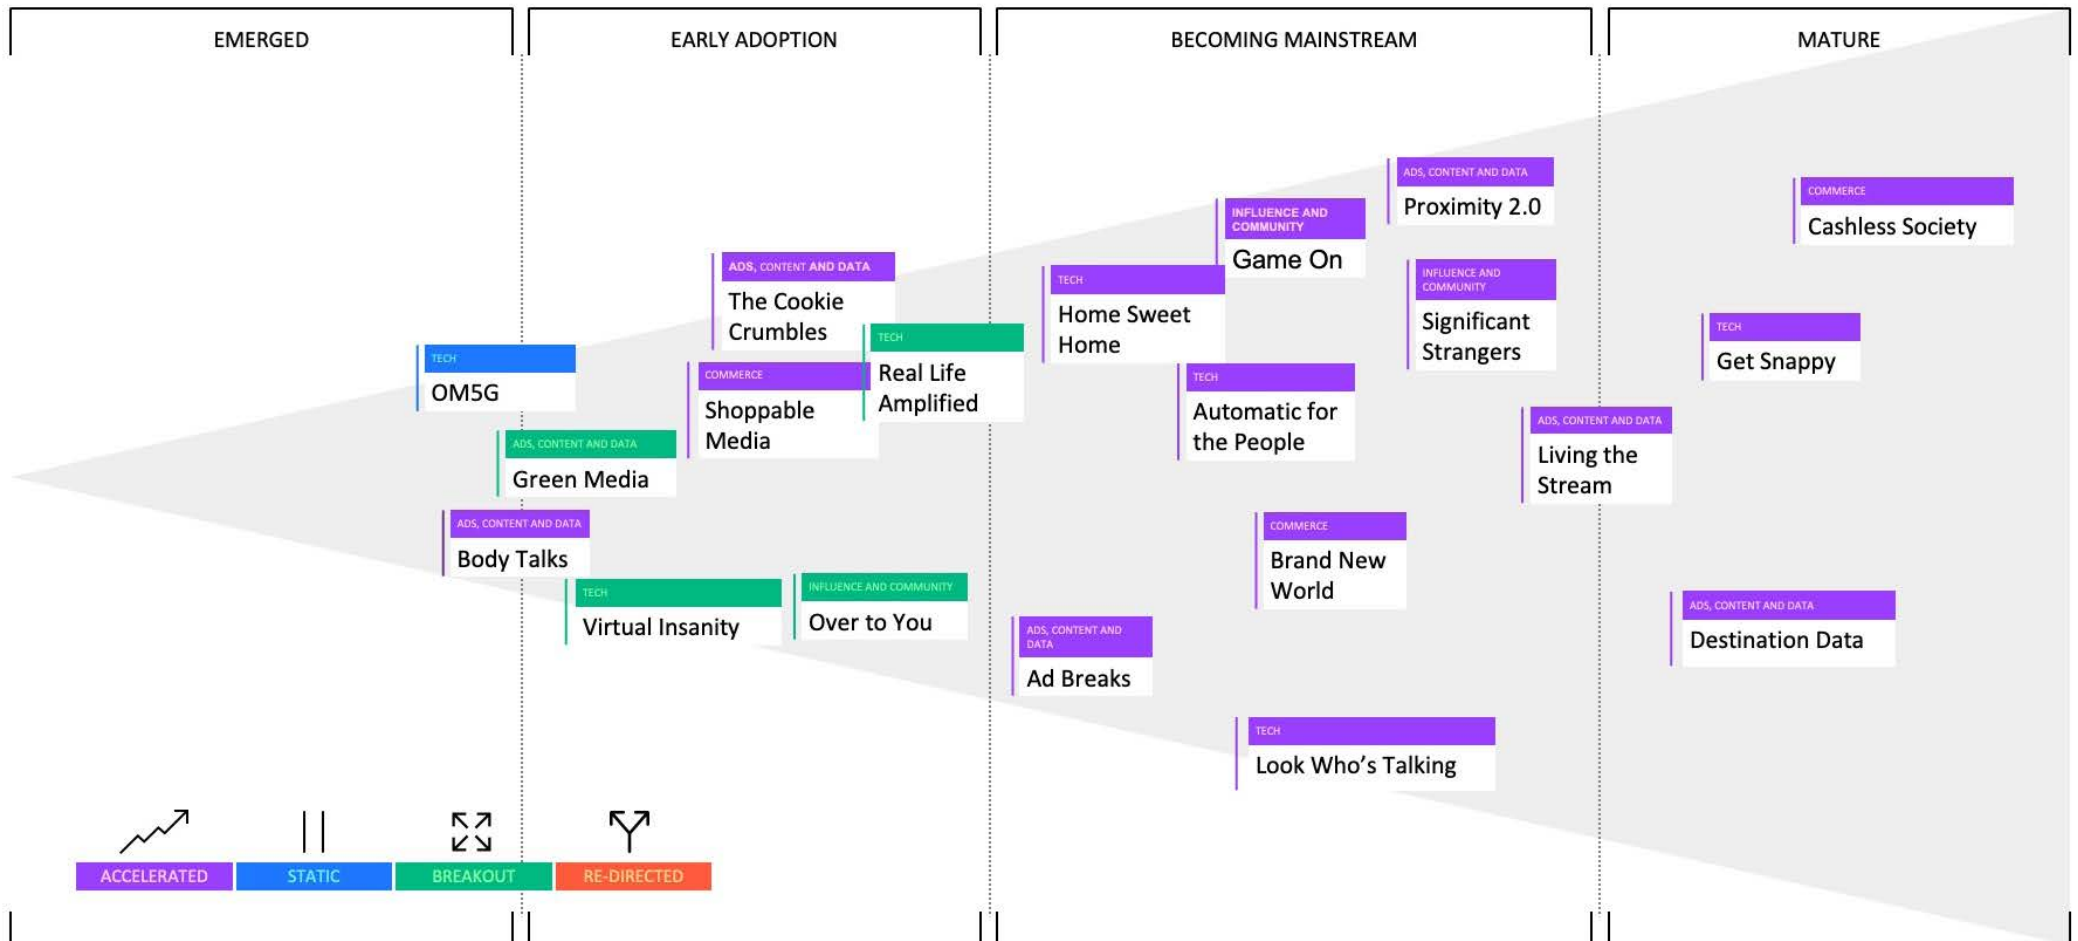 EMERGED
EARLY ADOPTION
BECOMING MAINSTREAM
MATURE
ADS, CONTENT AND DATA
Proximity 2.0
COMMERCE
Cashless Society
INFLUENCE AND
COMMUNITY
Game On
ADS, CONTENT AND DATA
The Cookie
Crumbles
TECH
Home Sweet
Home
INFLUENCE AND
COMMUNITY
Significant
Strangers
TECH
Get Snappy
TECH
OM5G
TECH
Real Life
Amplified
COMMERCE
Shoppable
Media
TECH
Automatic for
the People
ADS, CONTENT AND DATA
Living the
Stream
ADS, CONTENT AND DATA
Green Media
ADS, CONTENT AND DATA
Body Talks
COMMERCE
Brand New
World
TECH
Virtual Insanity
INFLUENCE AND COMMUNITY
Over to You
ADS, CONTENT AND
DATA
Ad Breaks
ADS, CONTENT AND DATA
Destination Data
TECH
Look Who’s Talking
ACCELERATED
STATIC
BREAKOUT
RE-DIRECTED